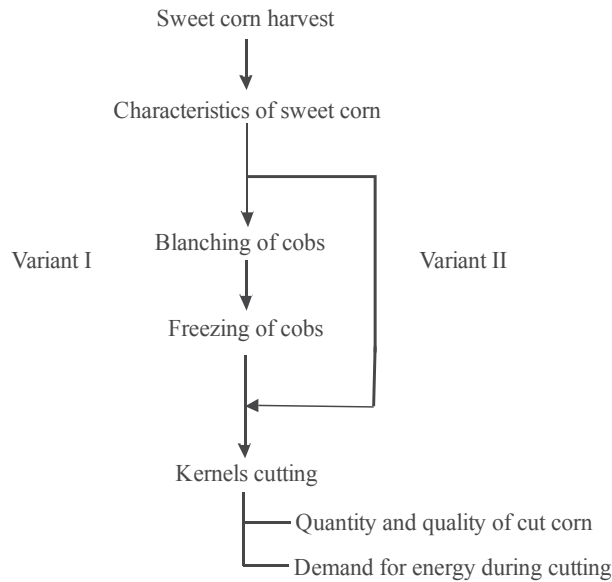 Sweet corn harvest
Characteristics of sweet corn
Blanching of cobs
Variant I
Variant II
Freezing of cobs
Kernels cutting
Quantity and quality of cut corn
Demand for energy during cutting